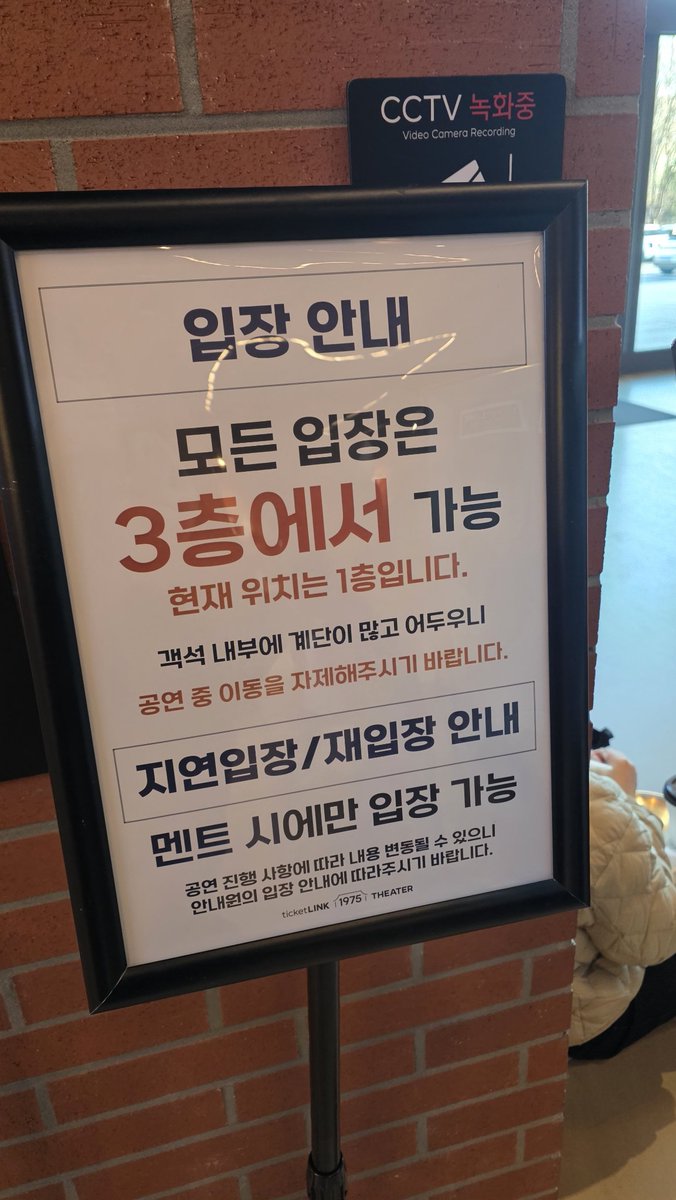 CCTV 녹화중
Video Camera Recording
입장 안내
모든 입장은
3층에서 가능
현재 위치는 1층입니다.
객석 내부에 계단이 많고 어두우니
공연 중 이동을 자제해주시기 바랍니다.
지연입장/재입장 안내
멘트 시에만 입장 가능
공연 진행 사항에 따라 내용 변동될 수 있으니
안내원의 입장 안내에 따라주시기 바랍니다.
ticketLINK 1975 THEATER